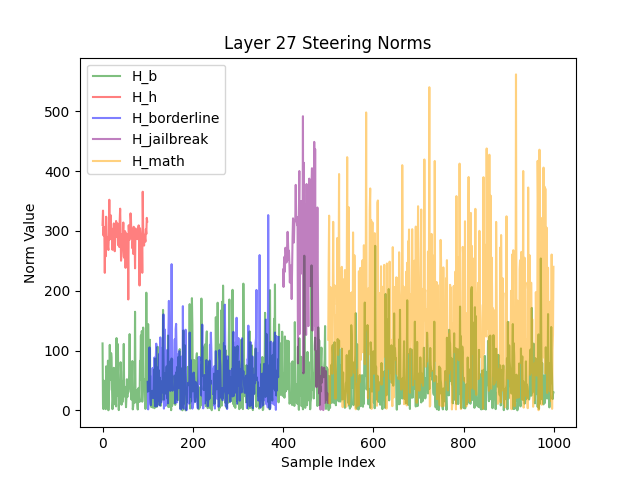 Layer 27 Steering Norms
H_b
H_h
H_borderline
H_jailbreak
H_math
Norm Value
500
400
300
200
100
0
0
200
400
600
800
1000
Sample Index